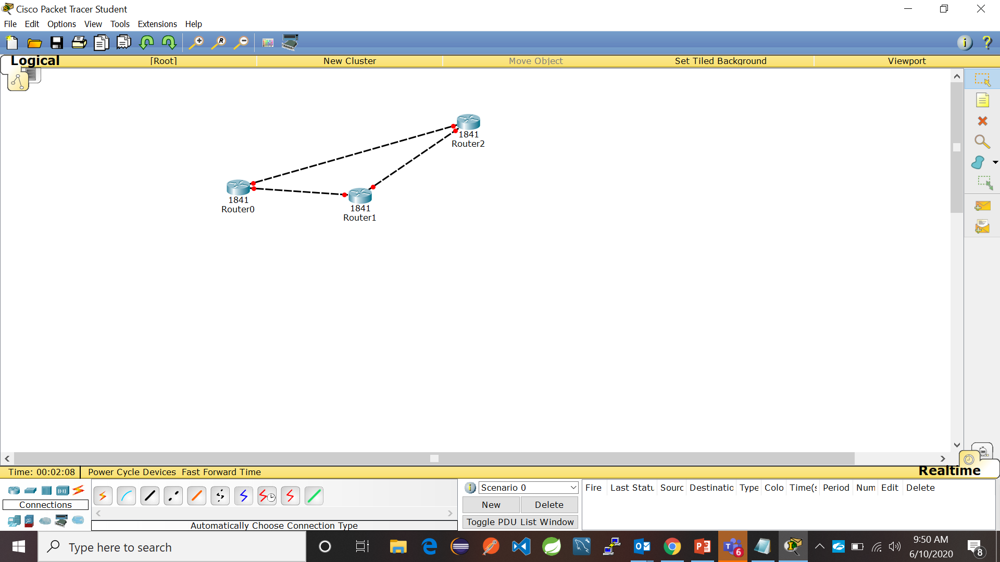 Cisco Packet Tracer Student
File Edit Options View Tools Extensions Help
Logical [Root] New Cluster Move Object Set Tiled Background Viewport
1841
Router2
1841
Router0
1841
Router1
Time: 00:02:08 Power Cycle Devices Fast Forward Time Realtime
Connections
Automatically Choose Connection Type
Scenario 0
New Delete
Toggle PDU List Window
Fire Last Statu Sourc Destinatio Type Colo Time(s Period Num Edit Delete
Type here to search
6
9:50 AM
6/10/2020
8